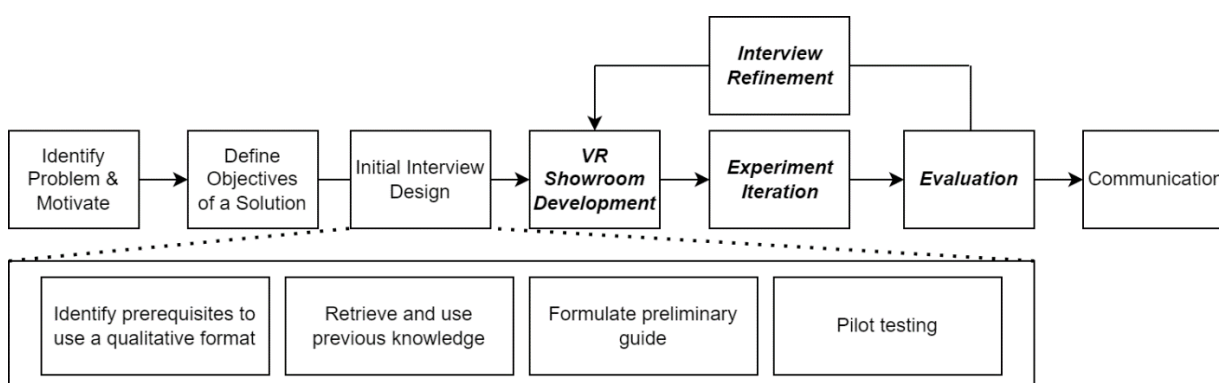 Interview
Refinement
Identify
Problem &
Motivate
Define
Objectives
of a Solution
Initial Interview
Design
VR
Showroom
Development
Experiment
Iteration
Evaluation
Communication
Identify prerequisites to
use a qualitative format
Retrieve and use
previous knowledge
Formulate preliminary
guide
Pilot testing